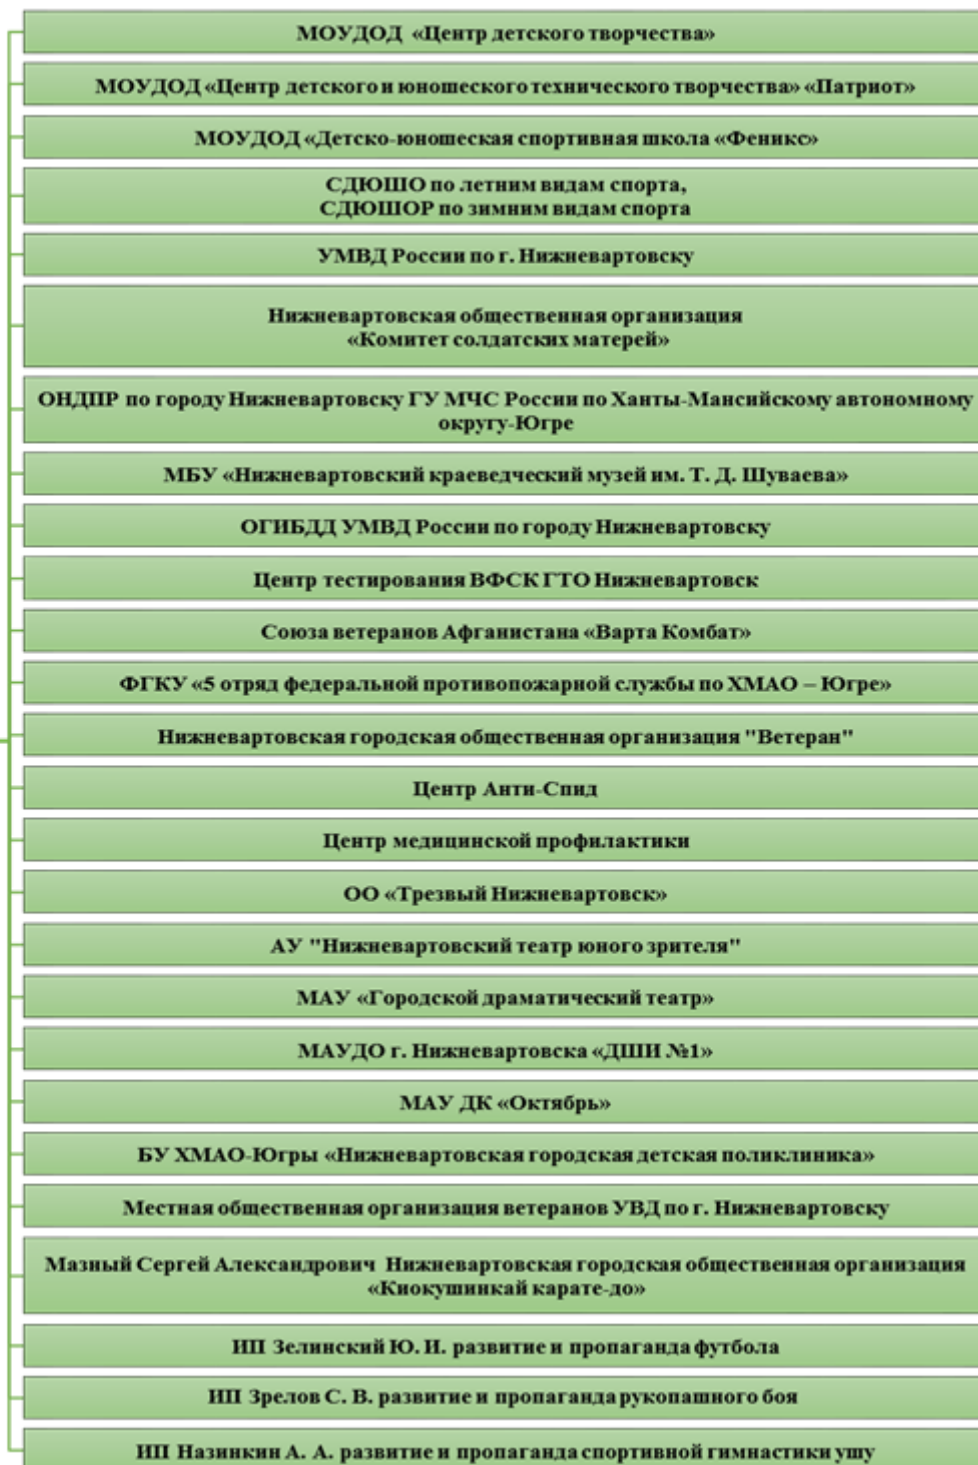 МОУДОД «Центр детского творчества»
МОУДОД «Центр детского и юношеского технического творчества» «Патриот»
МОУДОД «Детско-юношеская спортивная школа «Феникс»
СДЮШО по летним видам спорта,
СДЮШОР по зимним видам спорта
УМВД России по г. Нижневартовску
Нижневартовская общественная организация
«Комитет солдатских матерей»
ОНДПР по городу Нижневартовску ГУ МЧС России по Ханты-Мансийскому автономному
округу-Югре
МБУ «Нижневартовский краеведческий музей им. Т. Д. Шуваева»
ОГИБДД УМВД России по городу Нижневартовску
Центр тестирования ВФСК ГТО Нижневартовск
Союза ветеранов Афганистана «Варта Комбат»
ФГКУ «5 отряд федеральной противопожарной службы по ХМАО – Югре»
Нижневартовская городская общественная организация "Ветеран"
Центр Анти-Спид
Центр медицинской профилактики
ОО «Трезвый Нижневартовск»
АУ "Нижневартовский театр юного зрителя"
МАУ «Городской драматический театр»
МАУДО г. Нижневартовска «ДШИ №1»
МАУ ДК «Октябрь»
БУ ХМАО-Югры «Нижневартовская городская детская поликлиника»
Местная общественная организация ветеранов УВД по г. Нижневартовску
Мазный Сергей Александрович Нижневартовская городская общественная организация
«Киокушинкай карате-до»
ИП Зелинский Ю. И. развитие и пропаганда футбола
ИП Зрелов С. В. развитие и пропаганда рукопашного боя
ИП Назинкин А. А. развитие и пропаганда спортивной гимнастики ушу